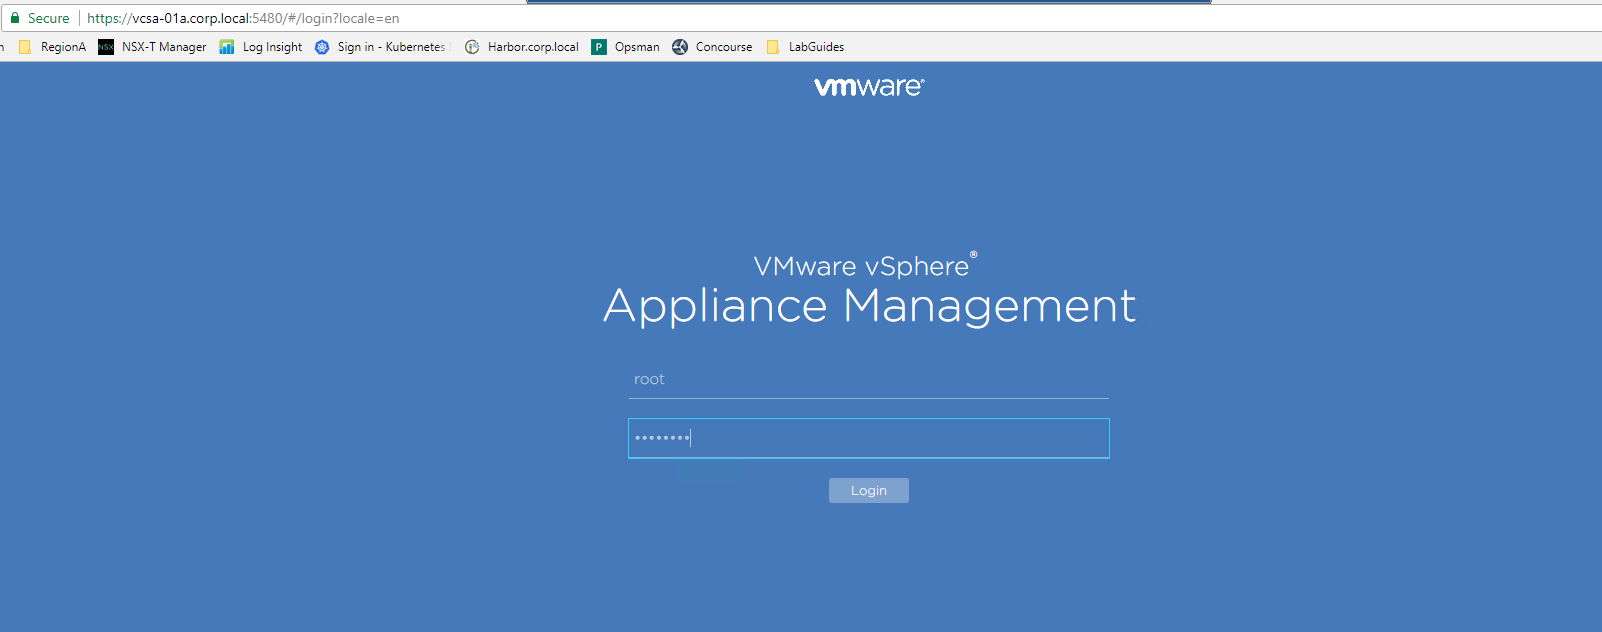 Secure https://vcsa-01a.corp.local:5480/#/login?locale=en
RegionA NSX NSX-T Manager Log Insight Sign in - Kubernetes Harbor.corp.local P Opsman Concourse LabGuides
vmware®
VMware vSphere®
Appliance Management
root
••••••••
Login